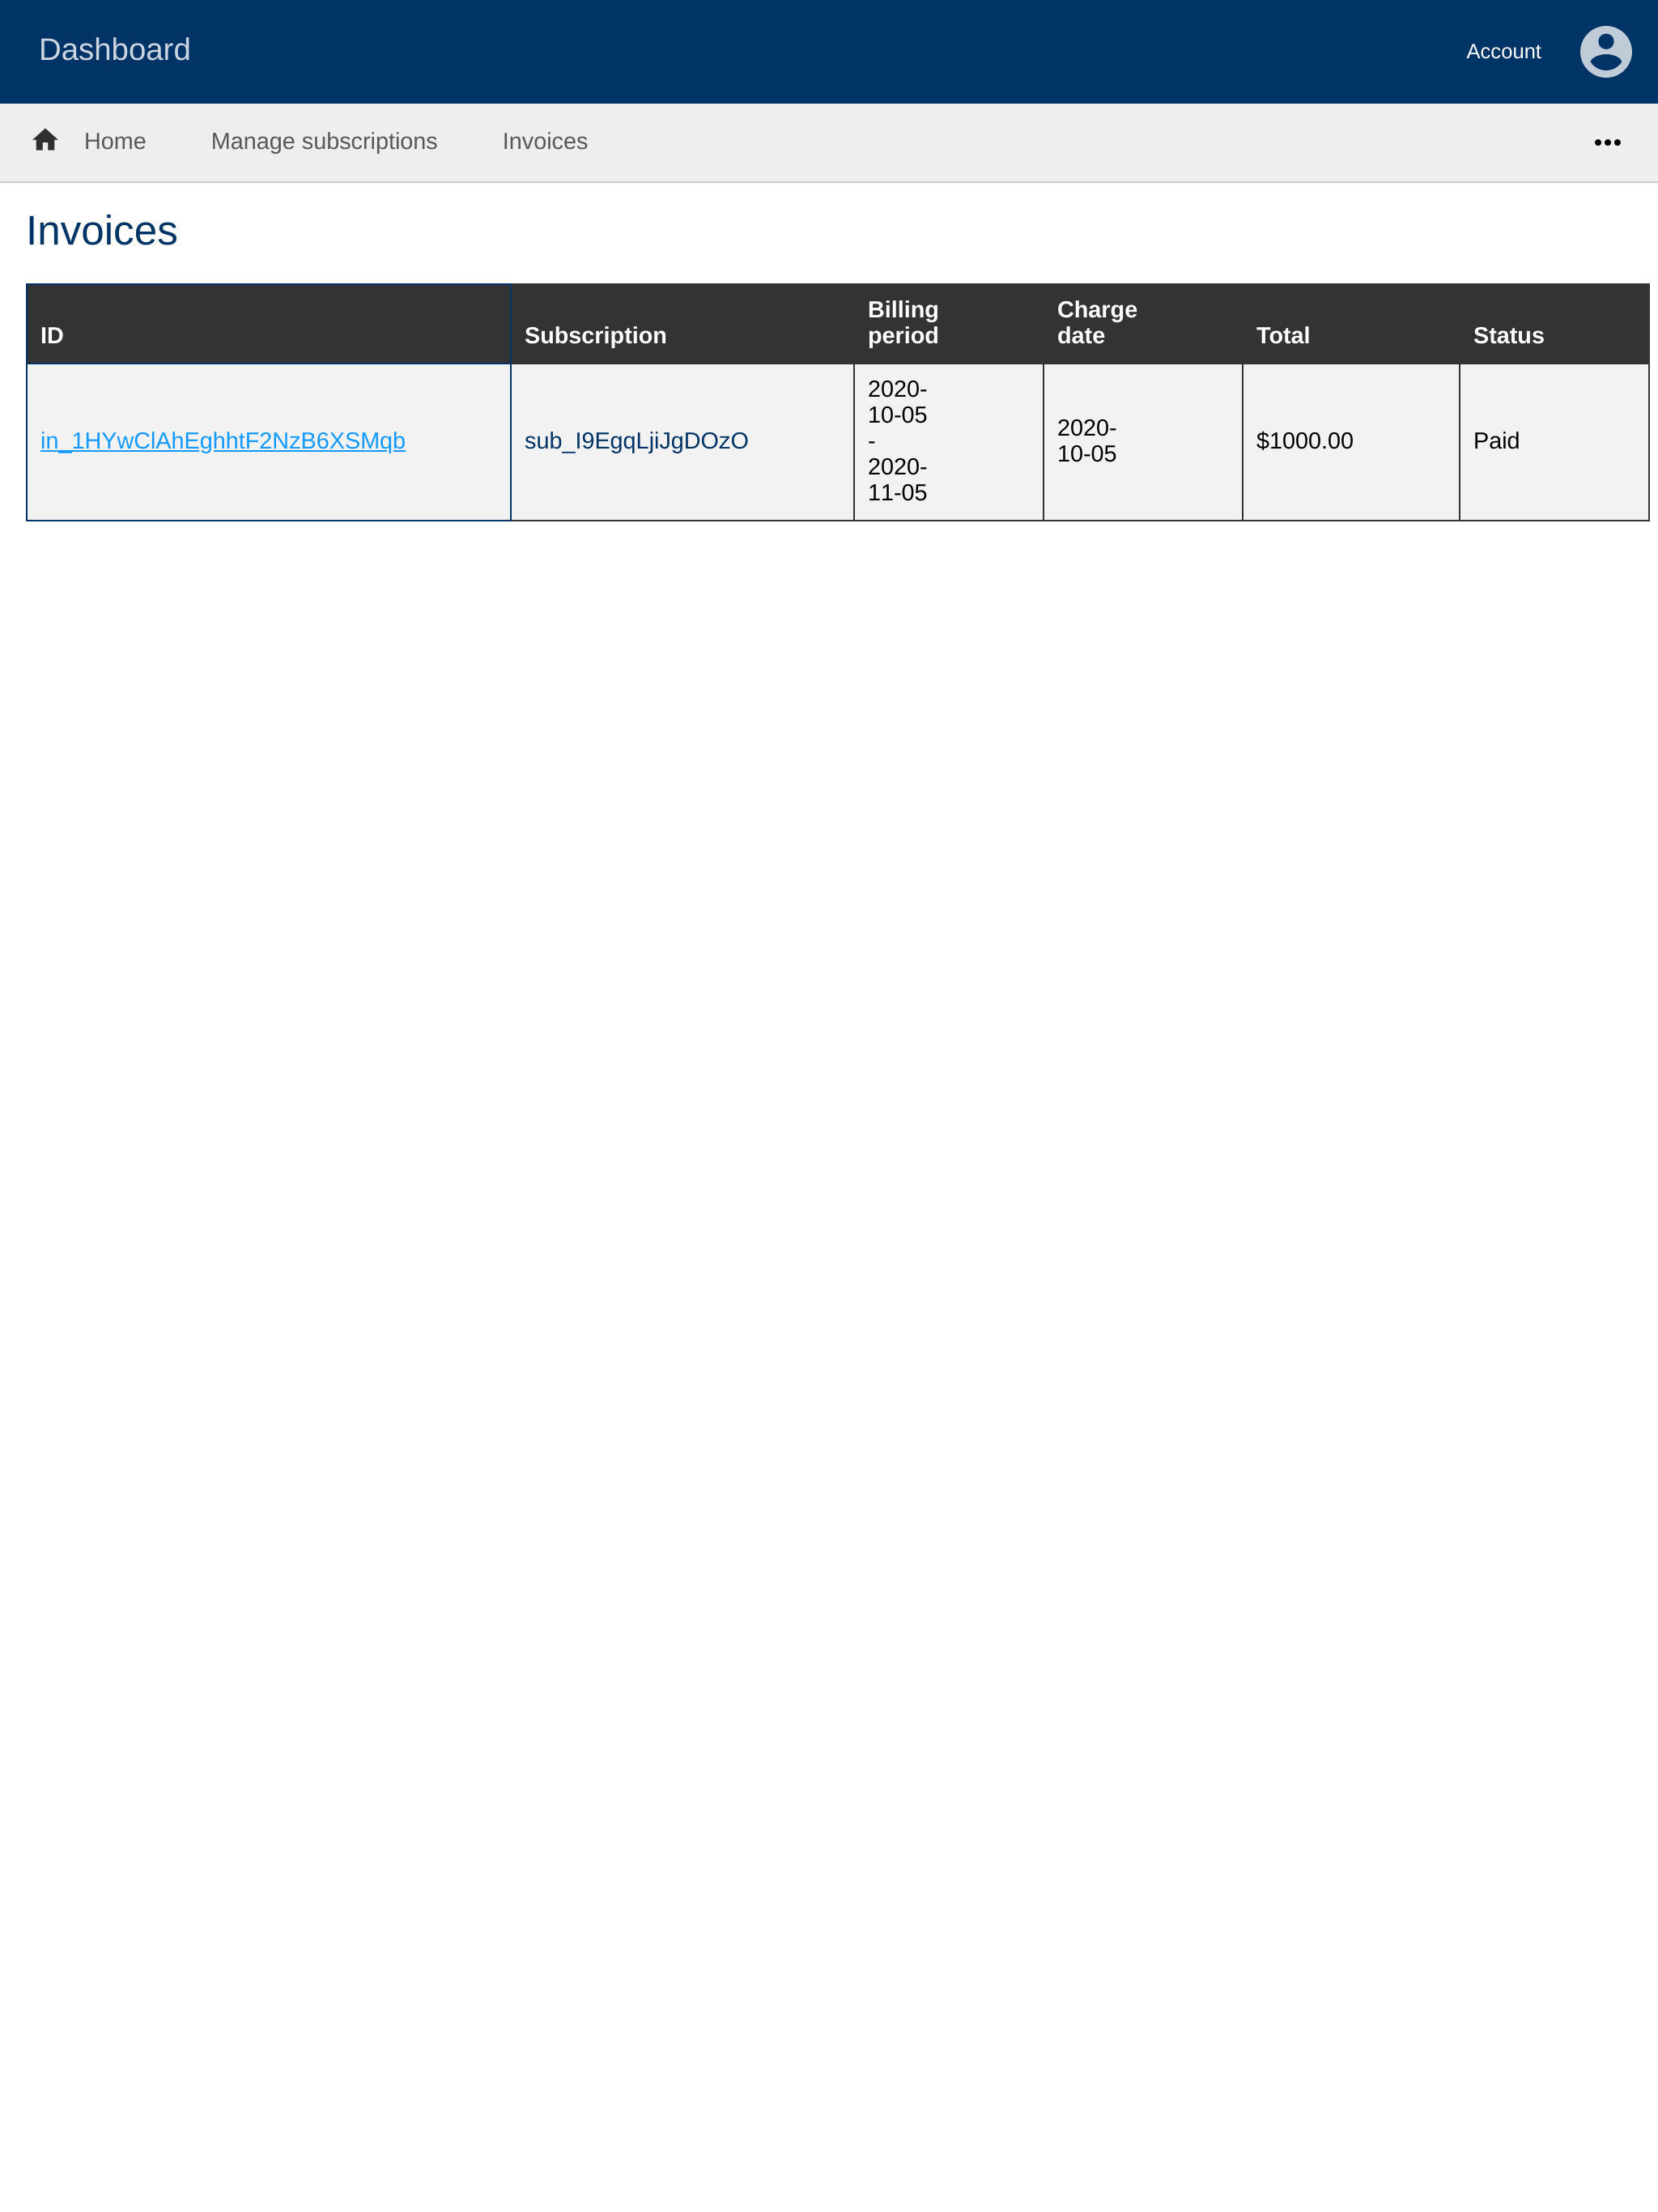 Dashboard
Account
Home Manage subscriptions Invoices
Invoices
ID Subscription Billing period Charge date Total Status
in_1HYwClAhEghhtF2NzB6XSMqb sub_I9EgqLjiJgDOzO 2020-10-05 - 2020-11-05 2020-10-05 $1000.00 Paid